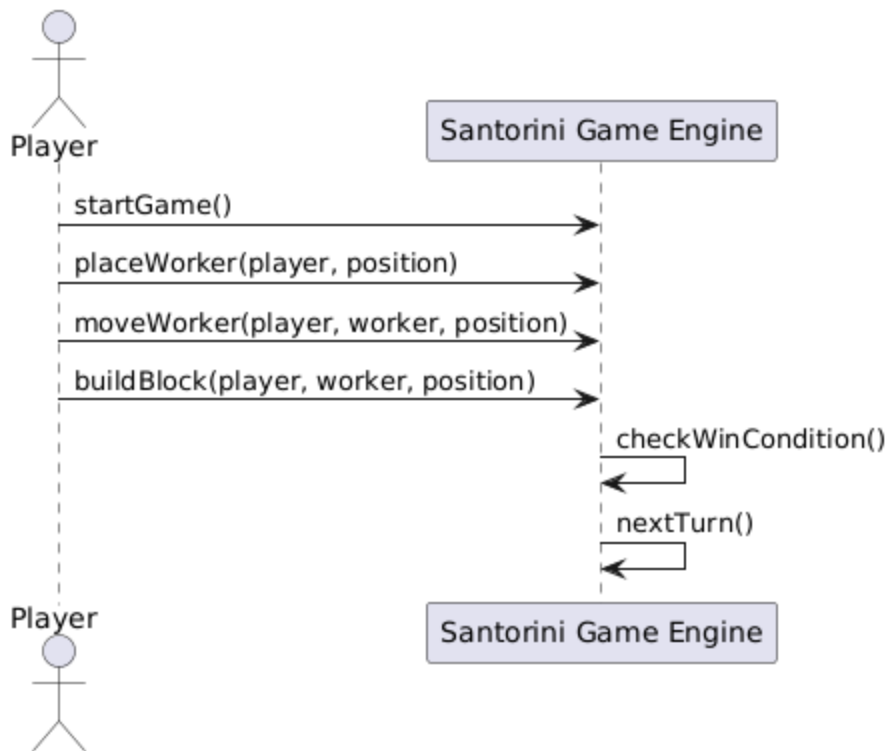 Player
Santorini Game Engine
startGame()
placeWorker(player, position)
moveWorker(player, worker, position)
buildBlock(player, worker, position)
checkWinCondition()
nextTurn()
Player
Santorini Game Engine